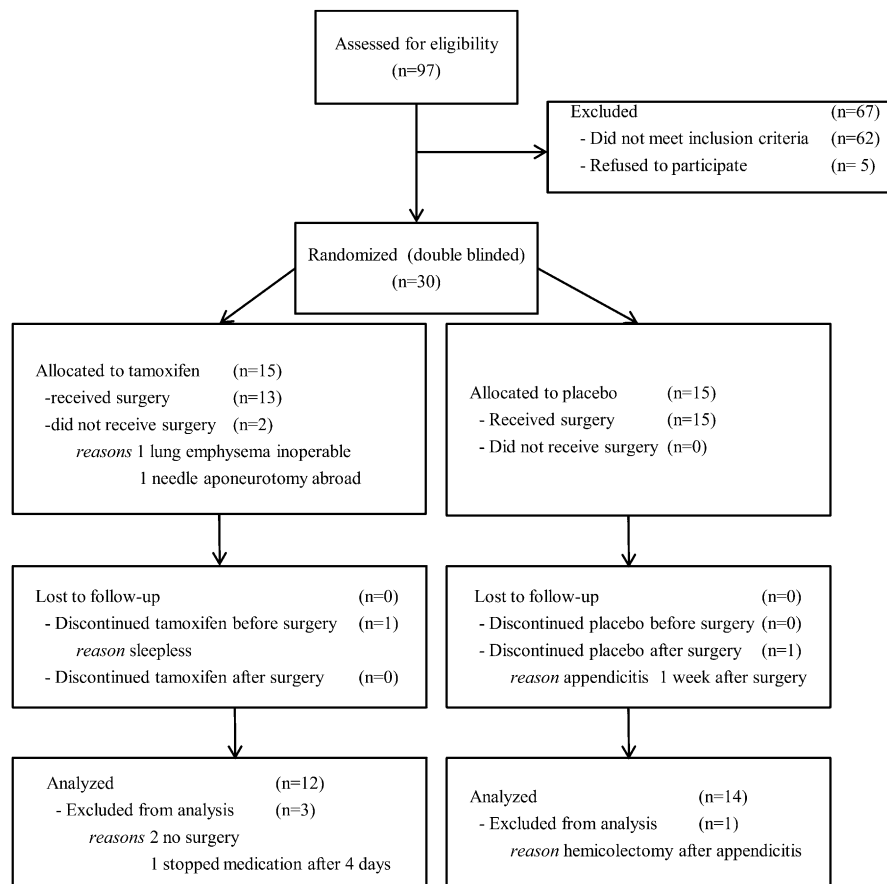 Assessed for eligibility
(n=97)
Excluded (n=67)
- Did not meet inclusion criteria (n=62)
- Refused to participate (n= 5)
Randomized (double blinded)
(n=30)
Allocated to tamoxifen (n=15)
-received surgery (n=13)
-did not receive surgery (n=2)
reasons 1 lung emphysema inoperable
1 needle aponeurotomy abroad
Allocated to placebo (n=15)
- Received surgery (n=15)
- Did not receive surgery (n=0)
Lost to follow-up (n=0)
- Discontinued tamoxifen before surgery (n=1)
reason sleepless
- Discontinued tamoxifen after surgery (n=0)
Lost to follow-up (n=0)
- Discontinued placebo before surgery (n=0)
- Discontinued placebo after surgery (n=1)
reason appendicitis 1 week after surgery
Analyzed (n=12)
- Excluded from analysis (n=3)
reasons 2 no surgery
1 stopped medication after 4 days
Analyzed (n=14)
- Excluded from analysis (n=1)
reason hemicolectomy after appendicitis